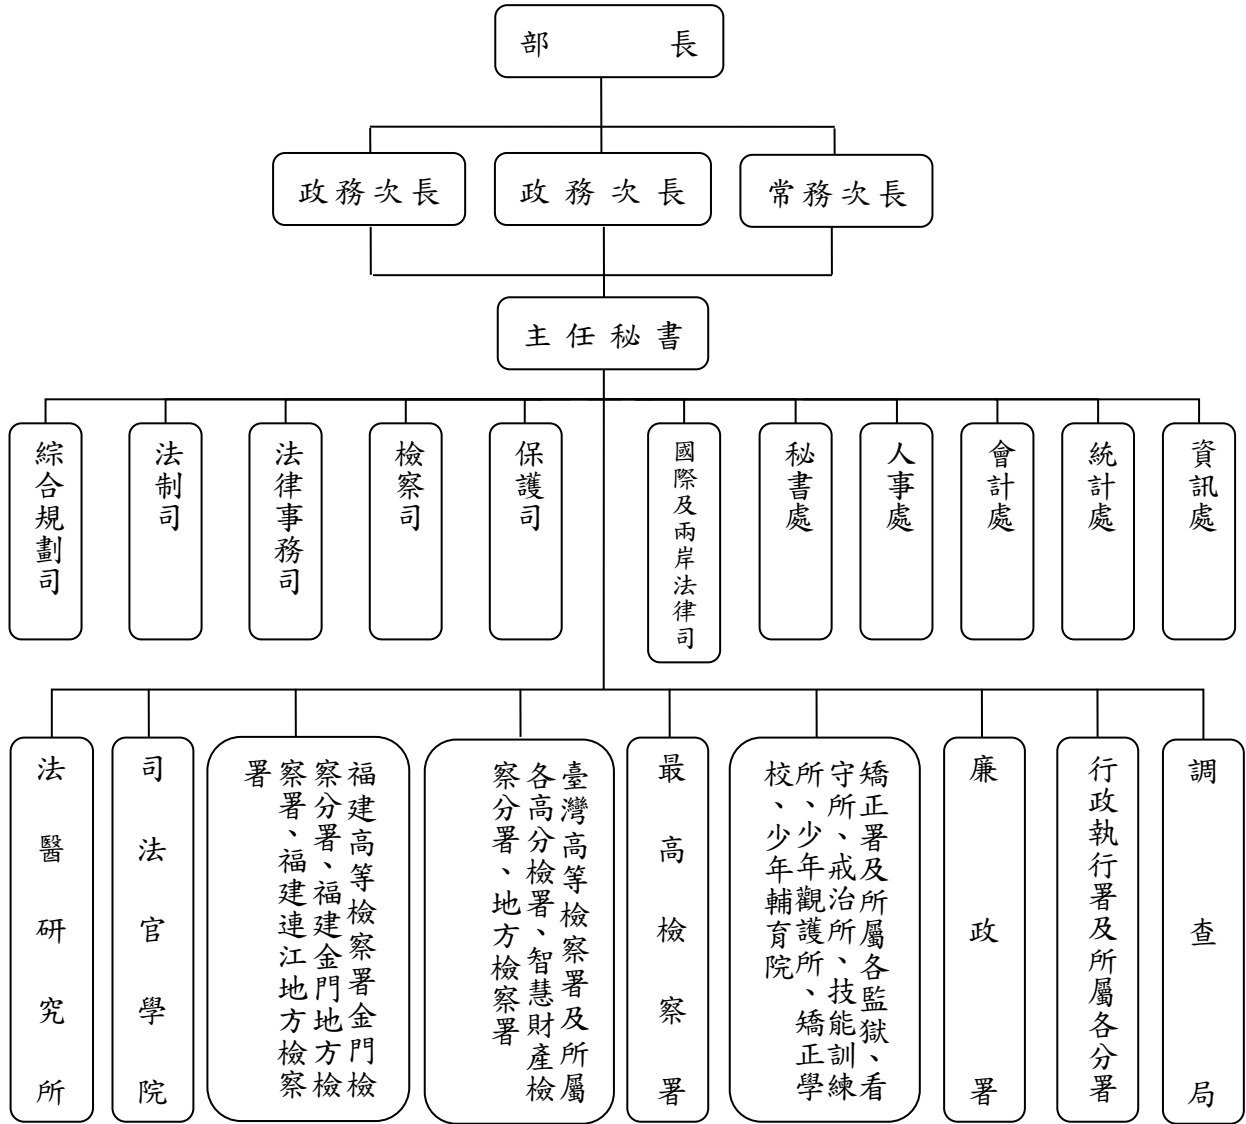 部長
政務次長
政務次長
常務次長
主任秘書
綜合規劃司
法制司
法律事務司
檢察司
保護司
國際及兩岸法律司
秘書處
人事處
會計處
統計處
資訊處
法醫研究所
司法官學院
福建高等檢察署金門檢
察分署、福建金門地方檢
察署、福建連江地方檢察
署
臺灣高等檢察署及所屬
各高分檢署、智慧財產檢
察分署、地方檢察署
最高檢察署
矯正署及所屬各監獄、看
守所、戒治所、技能訓練
所、少年觀護所、矯正學
校、少年輔育院
廉政署
行政執行署及所屬各分署
調查局